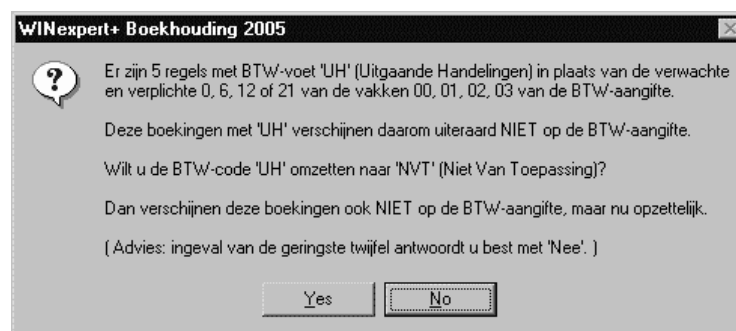 WINexpert+ Boekhouding 2005
Er zijn 5 regels met BTW-voet 'UH' (Uitgaande Handelingen) in plaats van de verwachte
en verplichte 0, 6, 12 of 21 van de vakken 00, 01, 02, 03 van de BTW-aangifte.
Deze boekingen met 'UH' verschijnen daarom uiteraard NIET op de BTW-aangifte.
Wilt u de BTW-code 'UH' omzetten naar 'NVT' (Niet Van Toepassing)?
Dan verschijnen deze boekingen ook NIET op de BTW-aangifte, maar nu opzettelijk.
( Advies: ingeval van de geringste twijfel antwoordt u best met 'Nee'. )
Yes No